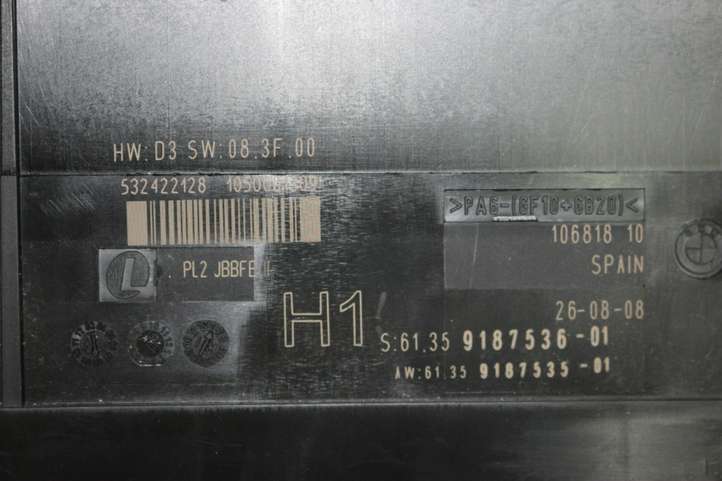 HW: D3 SW. 08.3F.00
532422128
>PA6-(GF10+GB20)<
106818 10
L
PL2 JBBFE II
SPAIN
H1
26-08-08
S:61.35 9187536-01
AW:61.35 9187535-01